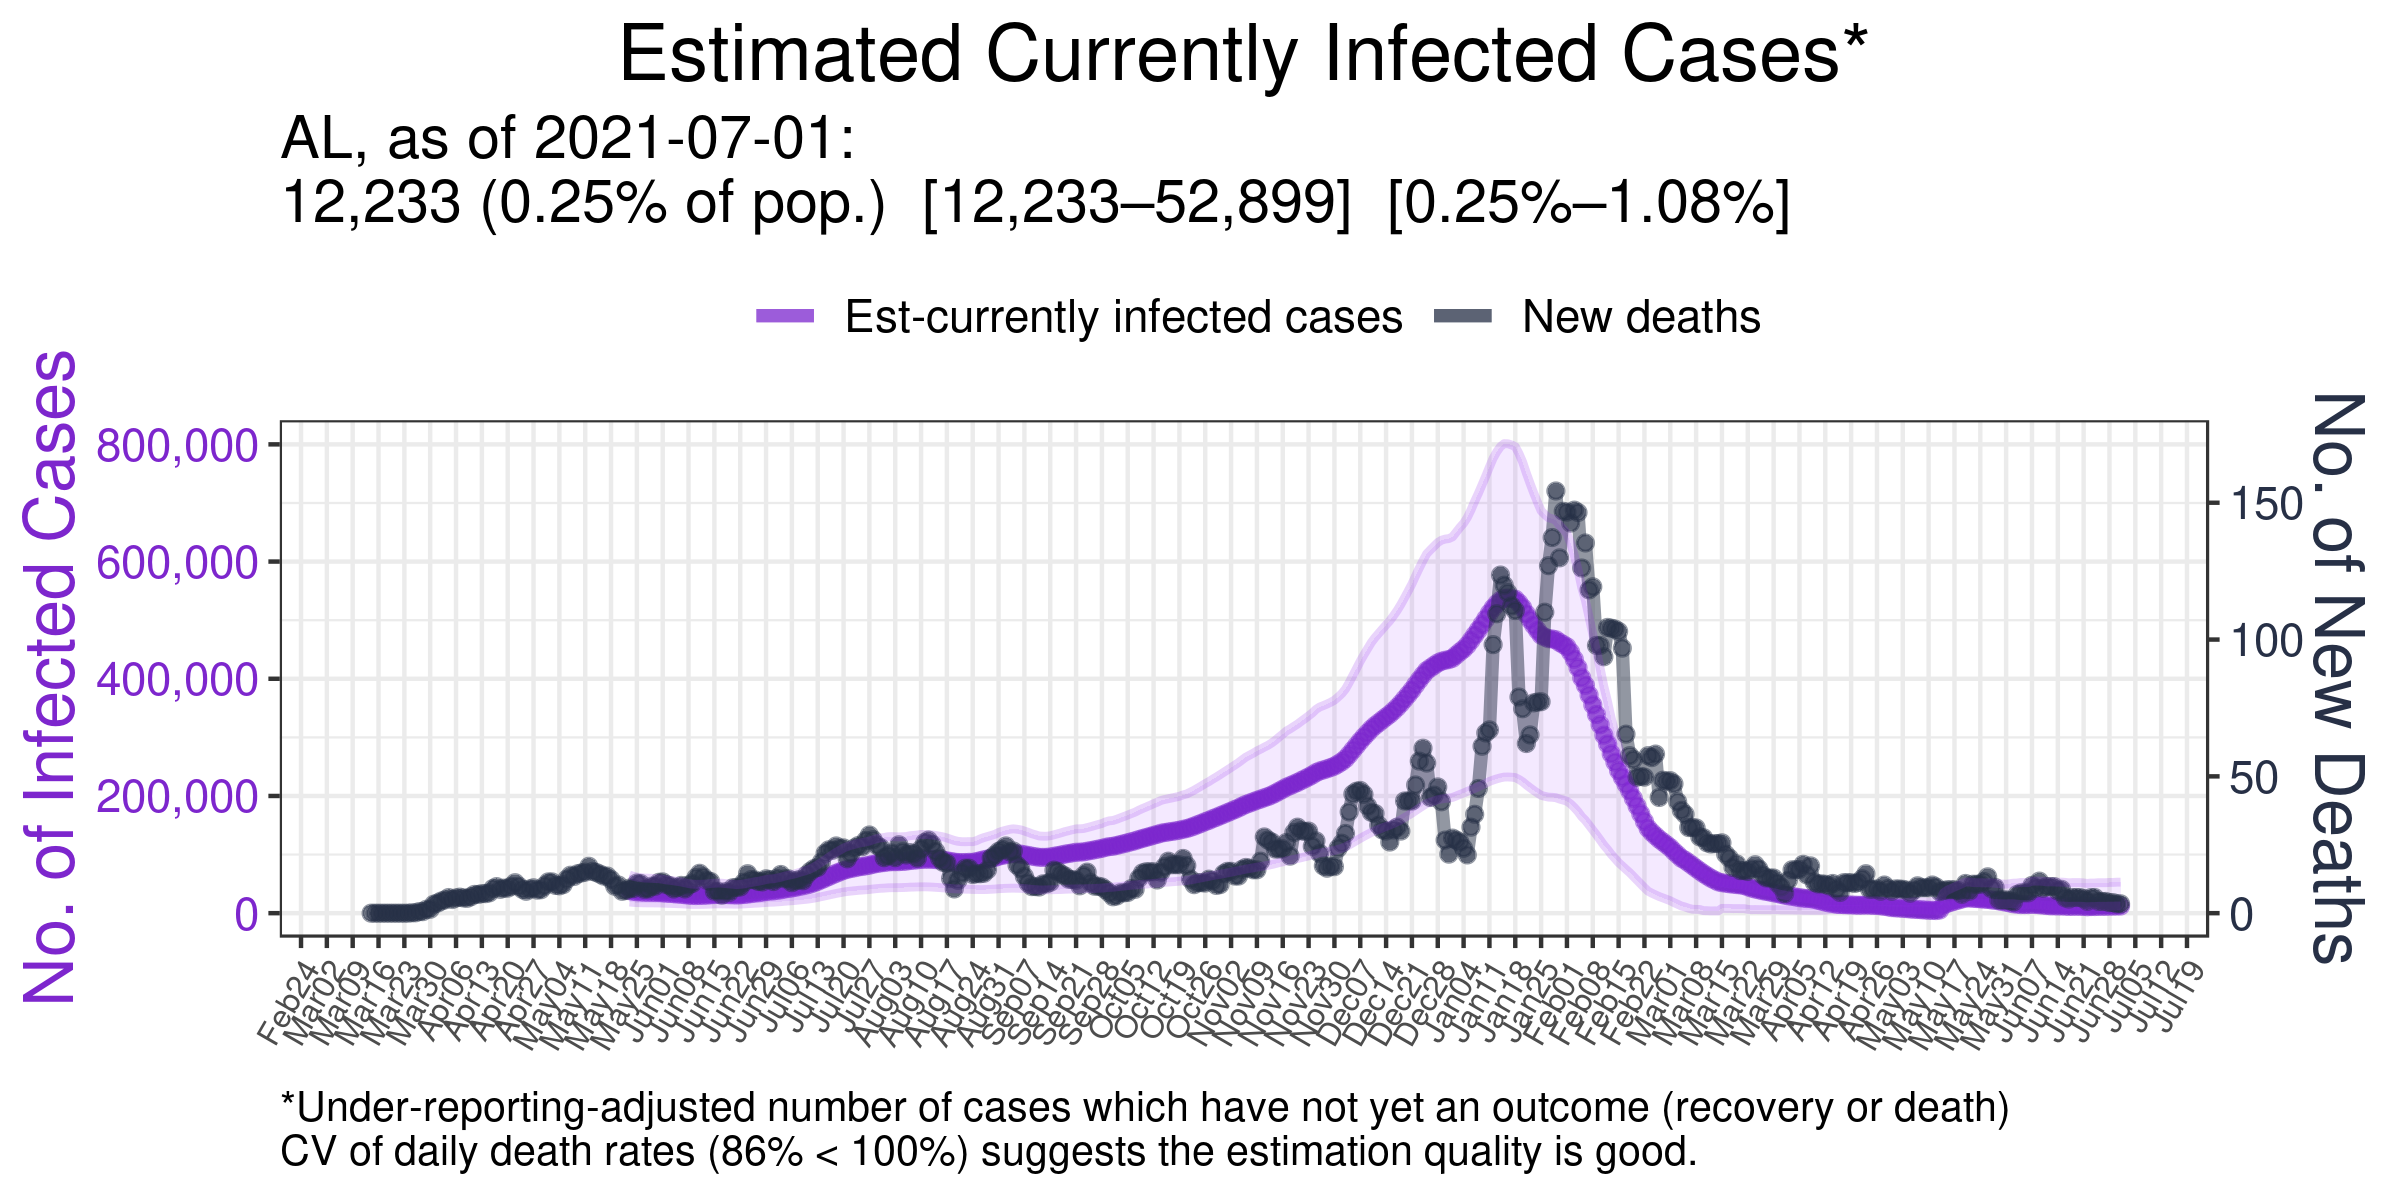 Estimated Currently Infected Cases*
AL, as of 2021-07-01:
12,233 (0.25% of pop.) [12,233–52,899] [0.25%–1.08%]
Est-currently infected cases
New deaths
No. of Infected Cases
800,000
600,000
400,000
200,000
0
No. of New Deaths
150
100
50
0
Feb24
Mar02
Mar09
Mar16
Mar23
Mar30
Apr06
Apr13
Apr20
Apr27
May04
May11
May18
May25
Jun01
Jun08
Jun15
Jun22
Jun29
Jul06
Jul13
Jul20
Jul27
Aug03
Aug10
Aug17
Aug24
Aug31
Sep07
Sep14
Sep21
Sep28
Oct05
Oct12
Oct19
Oct26
Nov02
Nov09
Nov16
Nov23
Nov30
Dec07
Dec14
Dec21
Dec28
Jan04
Jan11
Jan18
Jan25
Feb01
Feb08
Feb15
Feb22
Mar01
Mar08
Mar15
Mar22
Mar29
Apr05
Apr12
Apr19
Apr26
May03
May10
May17
May24
May31
Jun07
Jun14
Jun21
Jun28
Jul05
Jul12
Jul19
*Under-reporting-adjusted number of cases which have not yet an outcome (recovery or death)
CV of daily death rates (86% < 100%) suggests the estimation quality is good.